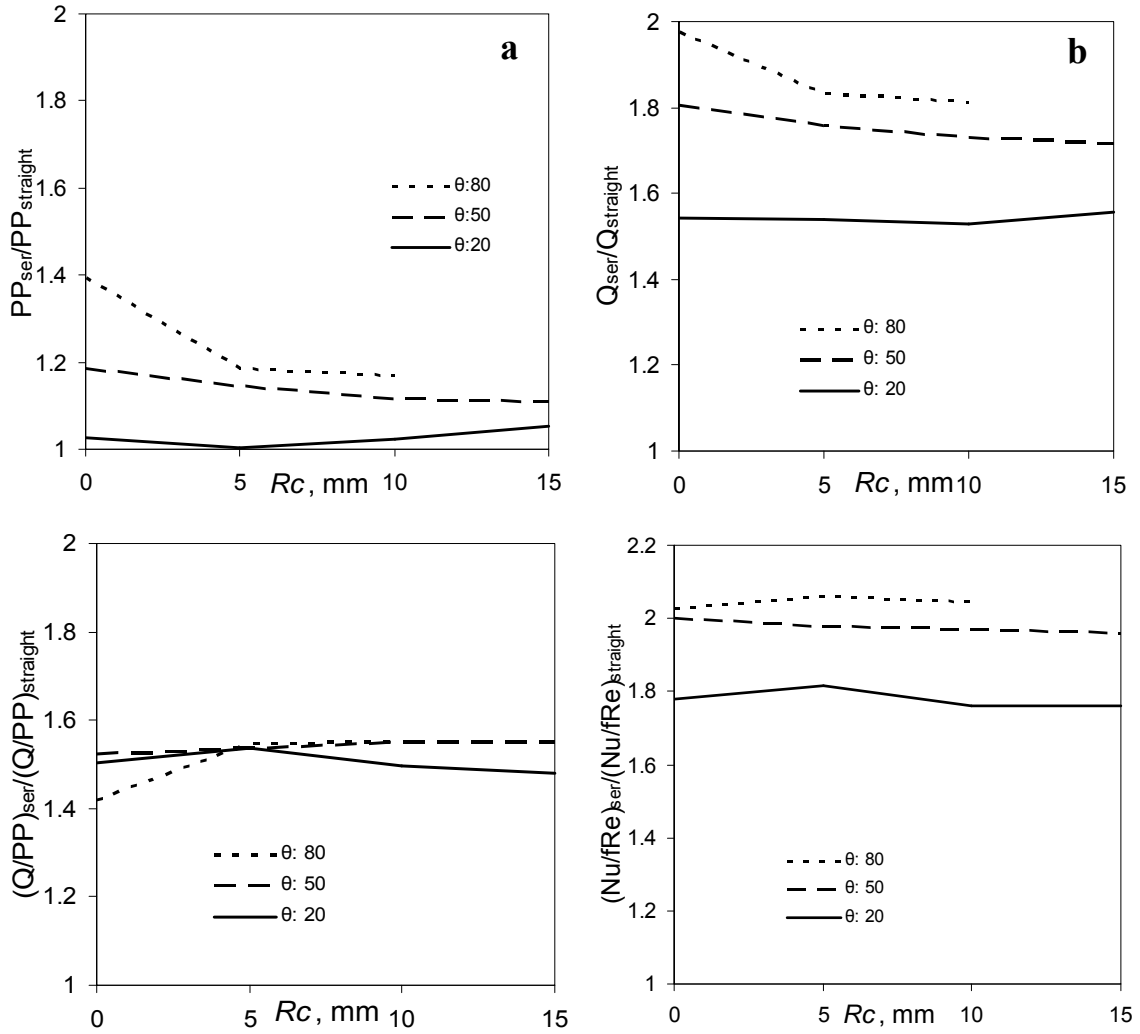 a
PPser/PPstraight
2
1.8
1.6
1.4
1.2
1
θ:80
θ:50
θ:20
0
5
10
15
Rc, mm
b
Qser/Qstraight
2
1.8
1.6
1.4
1.2
1
θ: 80
θ: 50
θ: 20
0
5
10
15
Rc, mm
(Q/PP)ser/(Q/PP)straight
2
1.8
1.6
1.4
1.2
1
θ: 80
θ: 50
θ: 20
0
5
10
15
Rc, mm
(Nu/fRe)ser/(Nu/fRe)straight
2.2
2
1.8
1.6
1.4
1.2
1
θ: 80
θ: 50
θ: 20
0
5
10
15
Rc, mm